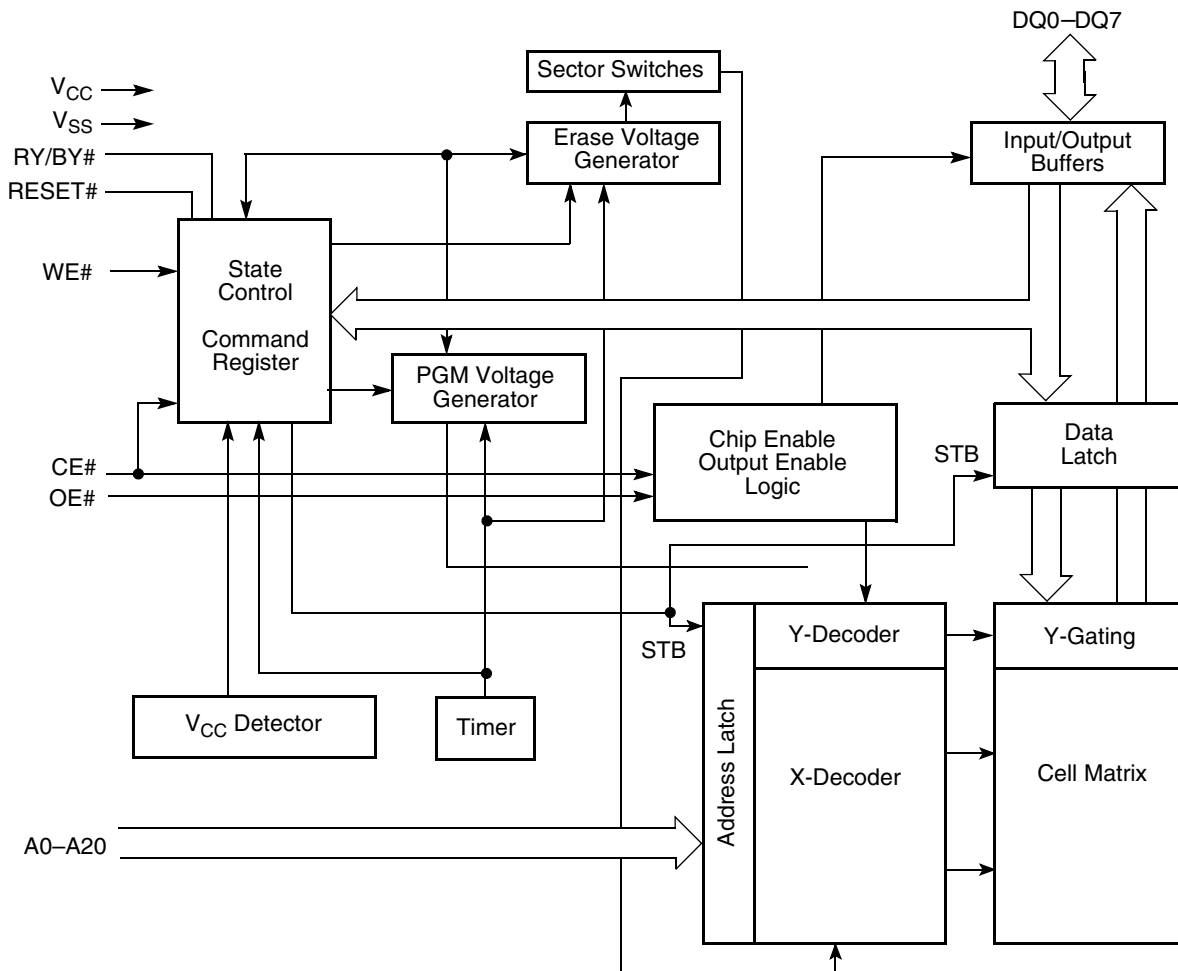 DQ0–DQ7
Sector Switches
VCC
VSS
Erase Voltage
Generator
Input/Output
Buffers
RY/BY#
RESET#
WE#
State
Control
Command
Register
PGM Voltage
Generator
Chip Enable
Output Enable
Logic
STB
Data
Latch
CE#
OE#
STB
Y-Decoder
Y-Gating
VCC Detector
Timer
Address Latch
X-Decoder
Cell Matrix
A0–A20